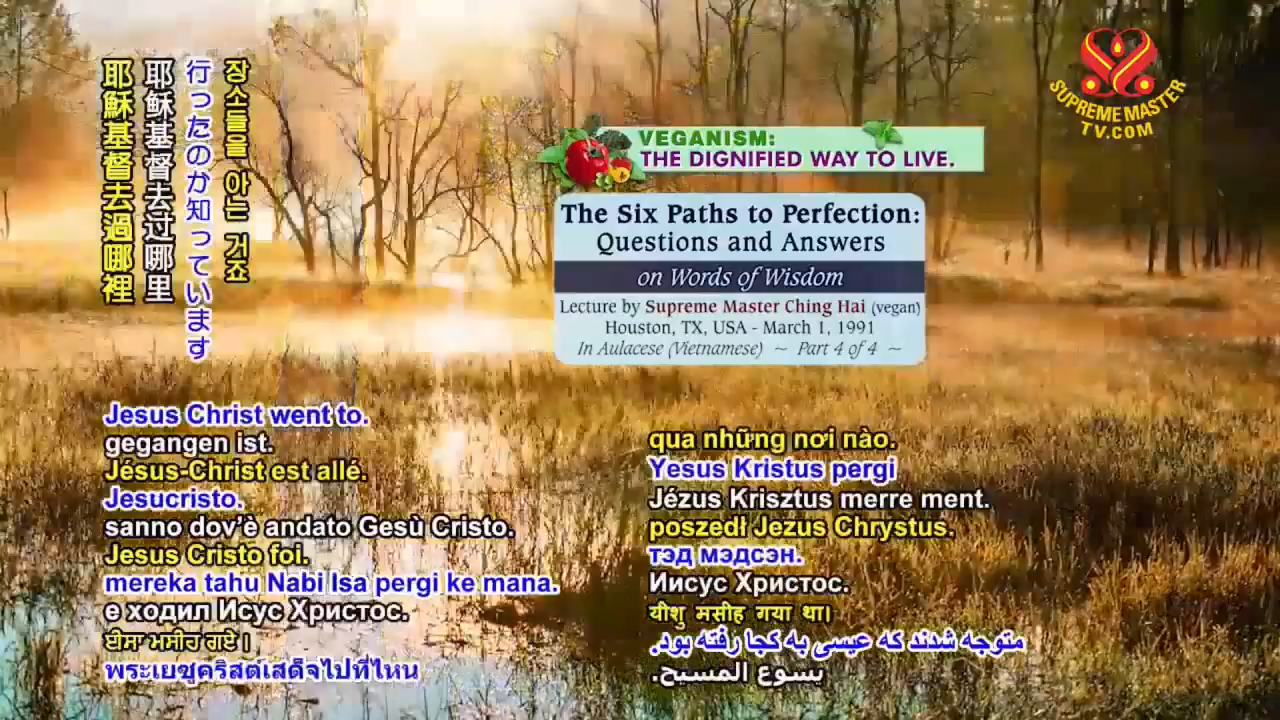 장소들을 아는 거죠
行ったのか知っています
耶稣基督去过哪里
耶穌基督去過哪裡
SUPREME MASTER
TV.COM
VEGANISM:
THE DIGNIFIED WAY TO LIVE.
The Six Paths to Perfection:
Questions and Answers
on Words of Wisdom
Lecture by Supreme Master Ching Hai (vegan)
Houston, TX, USA - March 1, 1991
In Aulacese (Vietnamese) ~ Part 4 of 4 ~
Jesus Christ went to.
gegangen ist.
Jésus-Christ est allé.
Jesucristo.
sanno dov'è andato Gesù Cristo.
Jesus Cristo foi.
mereka tahu Nabi Isa pergi ke mana.
е ходил Исус Христос.
ਈਸਾ ਮਸੀਹ ਗਏ।
พระเยซูคริสต์เสด็จไปที่ไหน
qua những nơi nào.
Yesus Kristus pergi
Jézus Krisztus merre ment.
poszedł Jezus Chrystus.
тэд мэдсэн.
Иисус Христос.
यीशु मसीह गया था।
متوجه شدند که عیسی به کجا رفته بود.
يسوع المسيح.